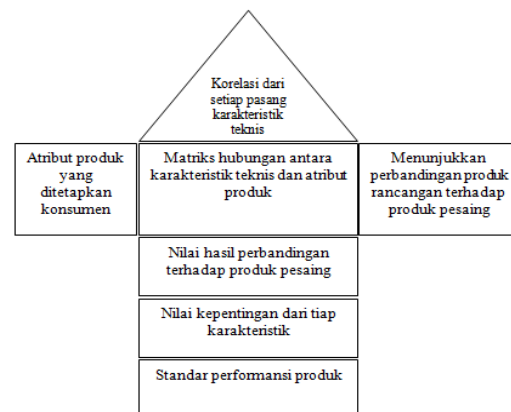 Korelasi dari
setiap pasang
karakteristik
teknis
Atribut produk
yang
ditetapkan
konsumen
Matriks hubungan antara
karakteristik teknis dan atribut
produk
Menunjukkan
perbandingan produk
rancangan terhadap
produk pesaing
Nilai hasil perbandingan
terhadap produk pesaing
Nilai kepentingan dari tiap
karakteristik
Standar performansi produk